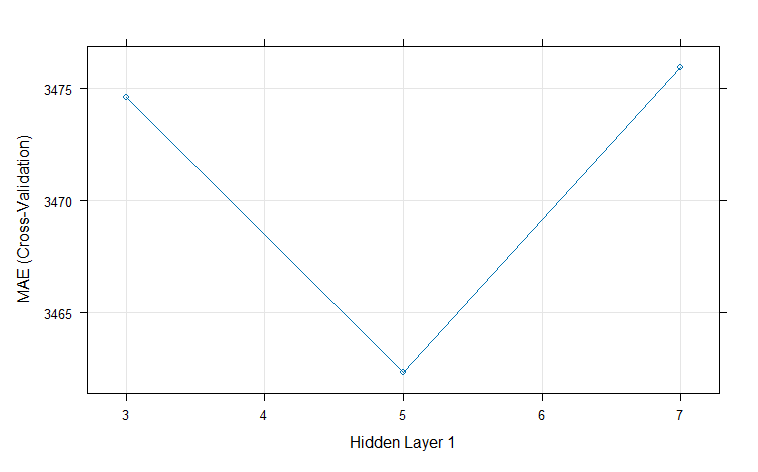 MAE (Cross-Validation)
3475
3470
3465
3 4 5 6 7
Hidden Layer 1